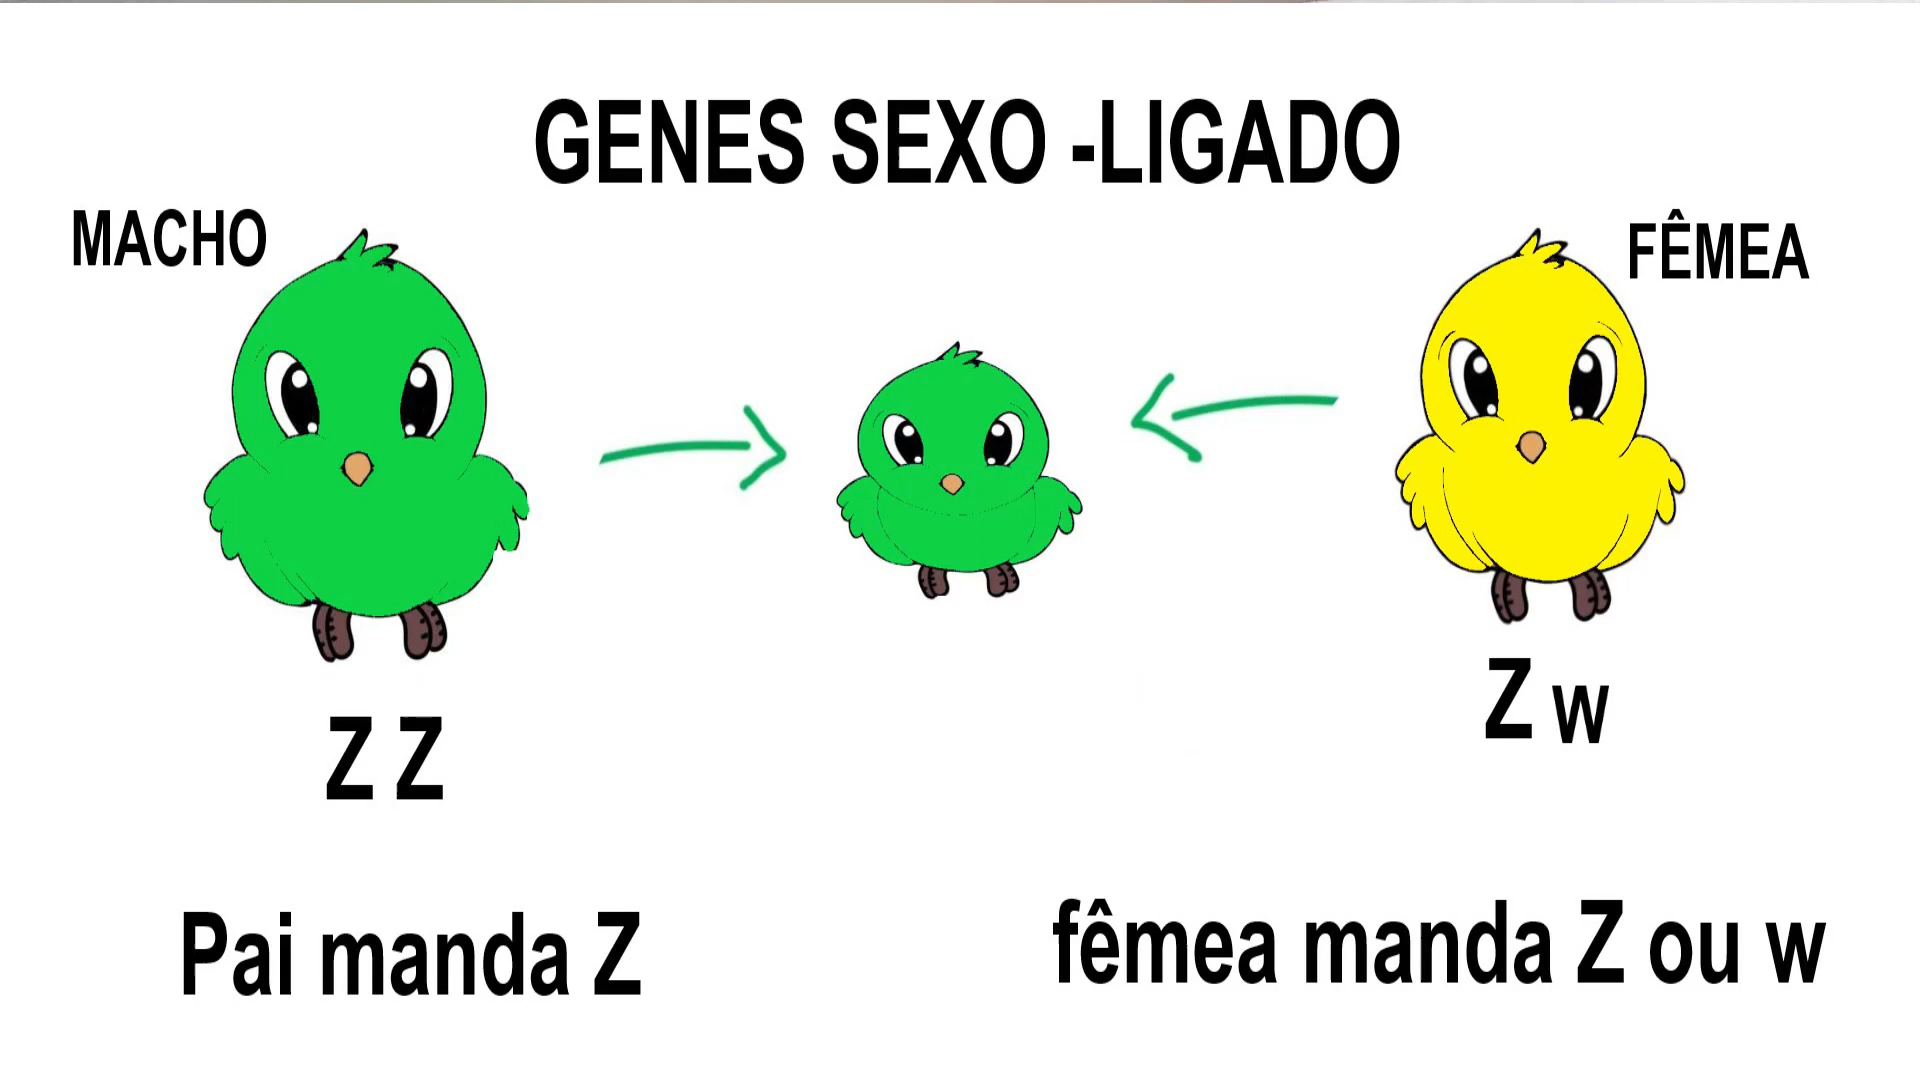 GENES SEXO -LIGADO
MACHO
FÊMEA
Z Z
Z w
Pai manda Z
fêmea manda Z ou w